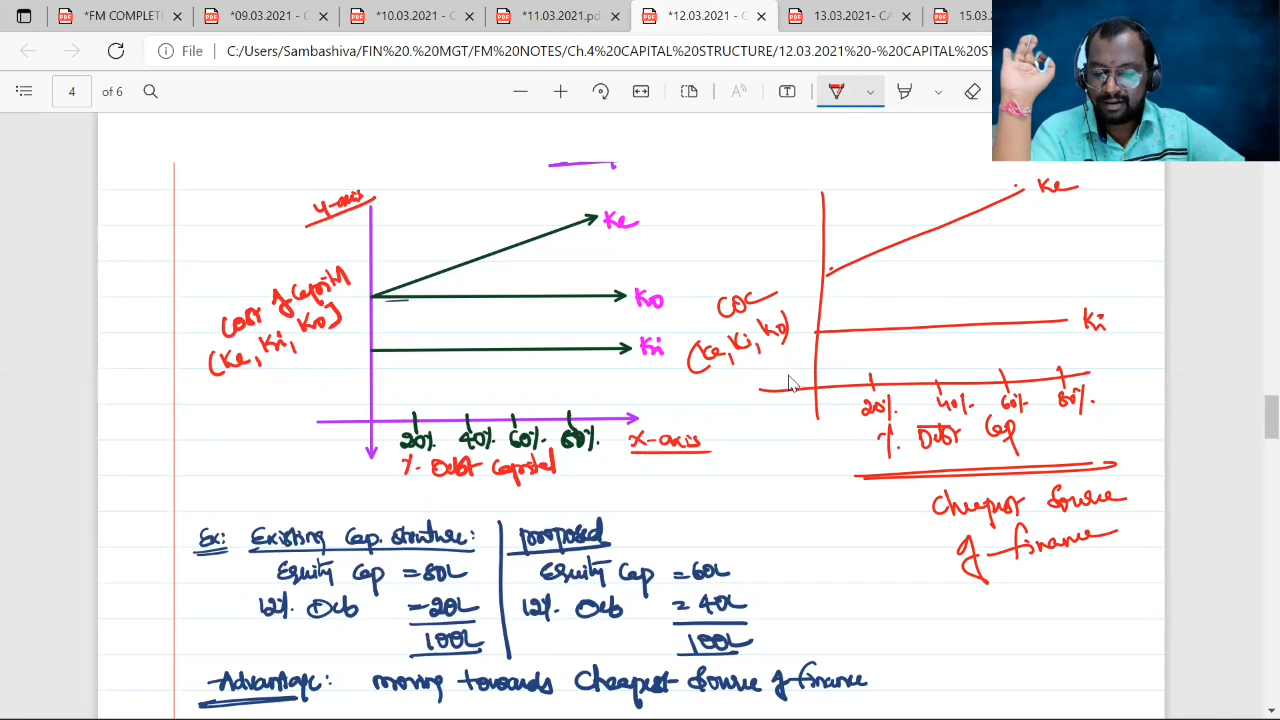 *FM COMPLETE
*09.03.2021 - C
*10.03.2021 - C
*11.03.2021.pd
*12.03.2021 - C
13.03.2021- CA
15.03
File C:/Users/Sambashiva/FIN%20.%20MGT/FM%20NOTES/Ch.4%20CAPITAL%20STRUCTURE/12.03.2021%20-%20CAPITAL%20ST
4 of 6
Y-axis
Ke
Ko
Ki
Cost of Capital
(Ke, Ki, Ko)
20% 40% 60% 80%
X-axis
% Debt Capital
Ke
COC
(Ke, Ki, Ko)
Ki
20% 40% 60% 80%
% Debt Cap
Cheapest Source
of finance
Ex: Existing Cap. structure:
Equity Cap = 80L
12% Deb = 20L
100L
proposed
Equity Cap = 60L
12% Deb = 40L
100L
Advantage: moving towards Cheapest Source of finance